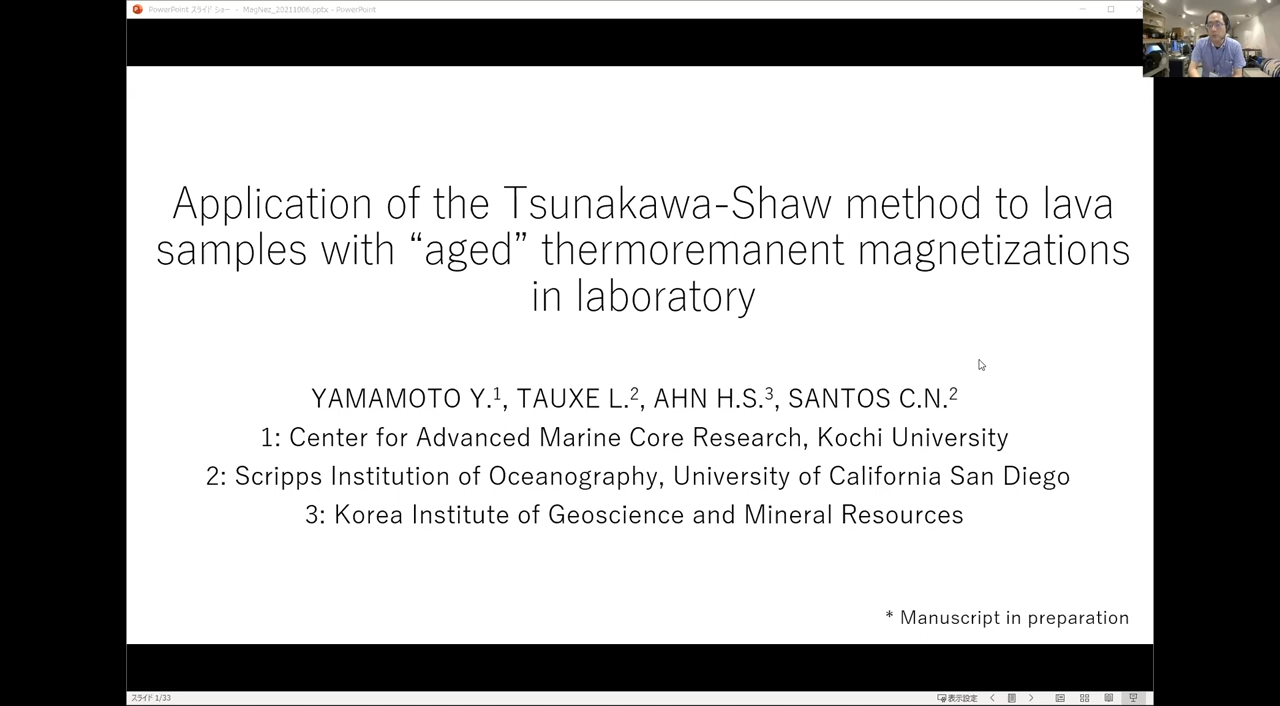 PowerPoint スライド ショー - MagNez_20211006.pptx - PowerPoint
Application of the Tsunakawa-Shaw method to lava
samples with “aged” thermoremanent magnetizations
in laboratory
YAMAMOTO Y.1, TAUXE L.2, AHN H.S.3, SANTOS C.N.2
1: Center for Advanced Marine Core Research, Kochi University
2: Scripps Institution of Oceanography, University of California San Diego
3: Korea Institute of Geoscience and Mineral Resources
* Manuscript in preparation
スライド 1/33
表示設定